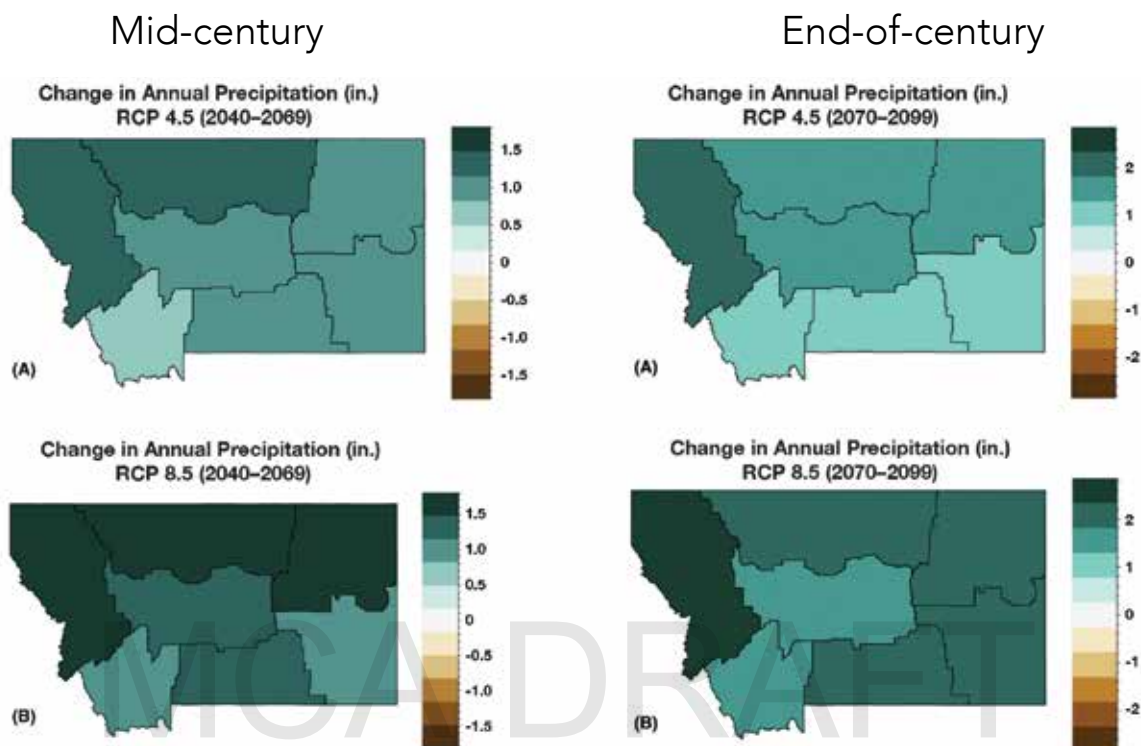 Mid-century
End-of-century
Change in Annual Precipitation (in.)
RCP 4.5 (2040–2069)
1.5
1.0
0.5
0
-0.5
-1.0
-1.5
(A)
Change in Annual Precipitation (in.)
RCP 4.5 (2070–2099)
2
1
0
-1
-2
(A)
Change in Annual Precipitation (in.)
RCP 8.5 (2040–2069)
1.5
1.0
0.5
0
-0.5
-1.0
-1.5
(B)
Change in Annual Precipitation (in.)
RCP 8.5 (2070–2099)
2
1
0
-1
-2
(B)
MCA DRAFT